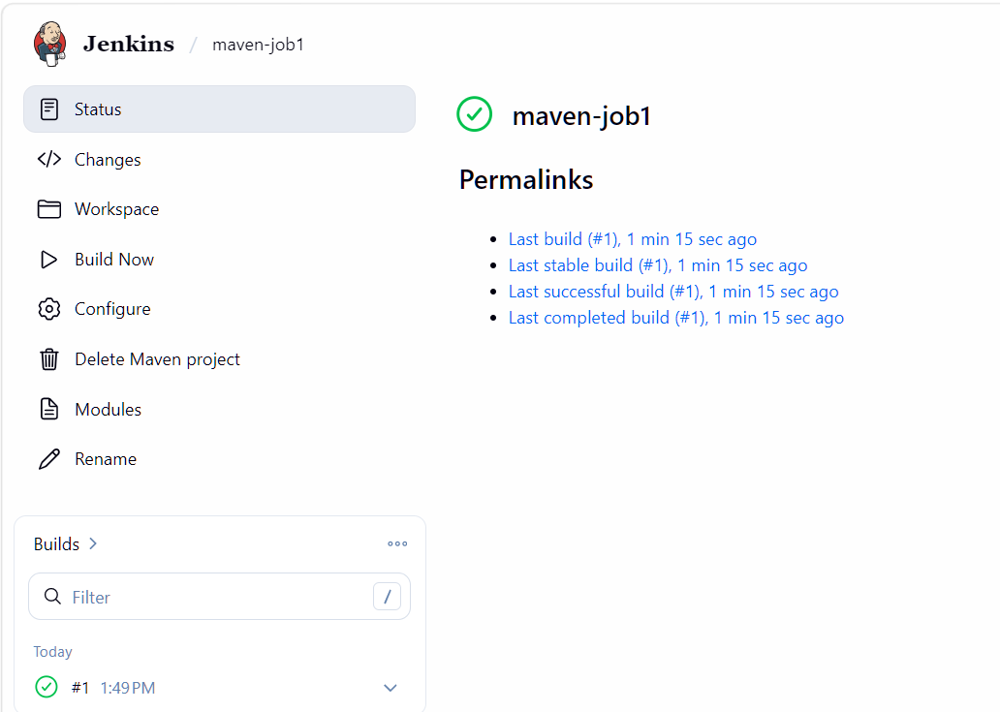 Jenkins / maven-job1
Status
Changes
Workspace
Build Now
Configure
Delete Maven project
Modules
Rename
Builds
Filter /
Today
#1 1:49 PM
maven-job1
Permalinks
Last build (#1), 1 min 15 sec ago
Last stable build (#1), 1 min 15 sec ago
Last successful build (#1), 1 min 15 sec ago
Last completed build (#1), 1 min 15 sec ago